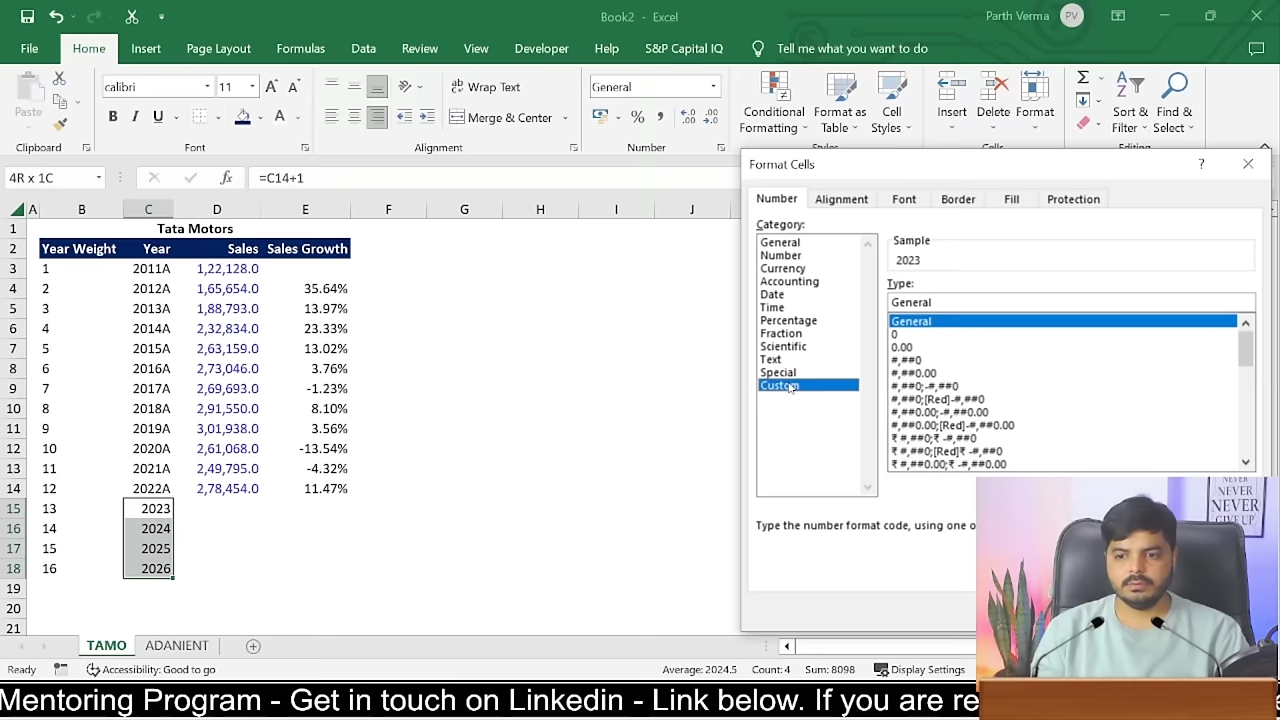 Book2 - Excel
Parth Verma
PV
File Home Insert Page Layout Formulas Data Review View Developer Help S&P Capital IQ Tell me what you want to do
Paste
calibri 11
B I U
Wrap Text
Merge & Center
General
Conditional Formatting
Format as Table
Cell Styles
Insert Delete Format
Sort & Filter
Find & Select
Clipboard Font Alignment Number Styles Cells Editing
4R x 1C
=C14+1
A B C D E F G H I J
1 Tata Motors
2 Year Weight Year Sales Sales Growth
3 1 2011A 1,22,128.0
4 2 2012A 1,65,654.0 35.64%
5 3 2013A 1,88,793.0 13.97%
6 4 2014A 2,32,834.0 23.33%
7 5 2015A 2,63,159.0 13.02%
8 6 2016A 2,73,046.0 3.76%
9 7 2017A 2,69,693.0 -1.23%
10 8 2018A 2,91,550.0 8.10%
11 9 2019A 3,01,938.0 3.56%
12 10 2020A 2,61,068.0 -13.54%
13 11 2021A 2,49,795.0 -4.32%
14 12 2022A 2,78,454.0 11.47%
15 13 2023
16 14 2024
17 15 2025
18 16 2026
19
20
21
Format Cells
?
Number Alignment Font Border Fill Protection
Category:
General
Number
Currency
Accounting
Date
Time
Percentage
Fraction
Scientific
Text
Special
Custom
Sample
2023
Type:
General
General
0
0.00
#,##0
#,##0.00
#,##0;-#,##0
#,##0;[Red]-#,##0
#,##0.00;-#,##0.00
#,##0.00;[Red]-#,##0.00
₹ #,##0;₹ -#,##0
₹ #,##0;[Red]₹ -#,##0
₹ #,##0.00;₹ -#,##0.00
Type the number format code, using one o
NEVER
NEVER
NEVER
GIVE UP
TAMO ADANIENT
Ready Accessibility: Good to go Average: 2024.5 Count: 4 Sum: 8098 Display Settings
Mentoring Program - Get in touch on Linkedin - Link below. If you are re